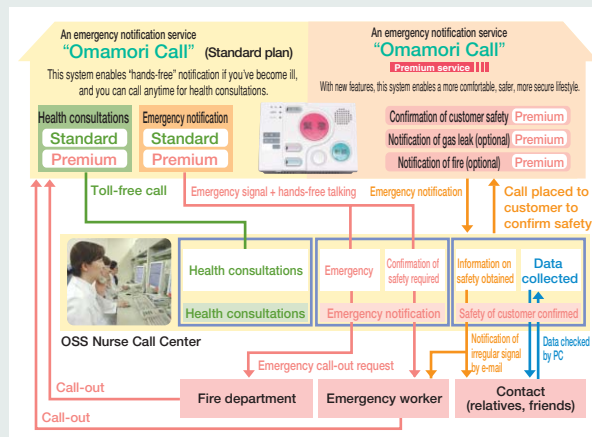 An emergency notification service
“Omamori Call” (Standard plan)
This system enables “hands-free” notification if you’ve become ill,
and you can call anytime for health consultations.
An emergency notification service
“Omamori Call”
Premium service
With new features, this system enables a more comfortable, safer, more secure lifestyle.
Health consultations
Standard
Premium
Emergency notification
Standard
Premium
Confirmation of customer safety Premium
Notification of gas leak (optional) Premium
Notification of fire (optional) Premium
Toll-free call
Emergency signal + hands-free talking
Emergency notification
Call placed to
customer to
confirm safety
Health consultations
Emergency
Confirmation of
safety required
Information on
safety obtained
Data
collected
Health consultations
Emergency notification
Safety of customer confirmed
OSS Nurse Call Center
Notification of
irregular signal
by e-mail
Data checked
by PC
Emergency call-out request
Call-out
Call-out
Fire department
Emergency worker
Contact
(relatives, friends)